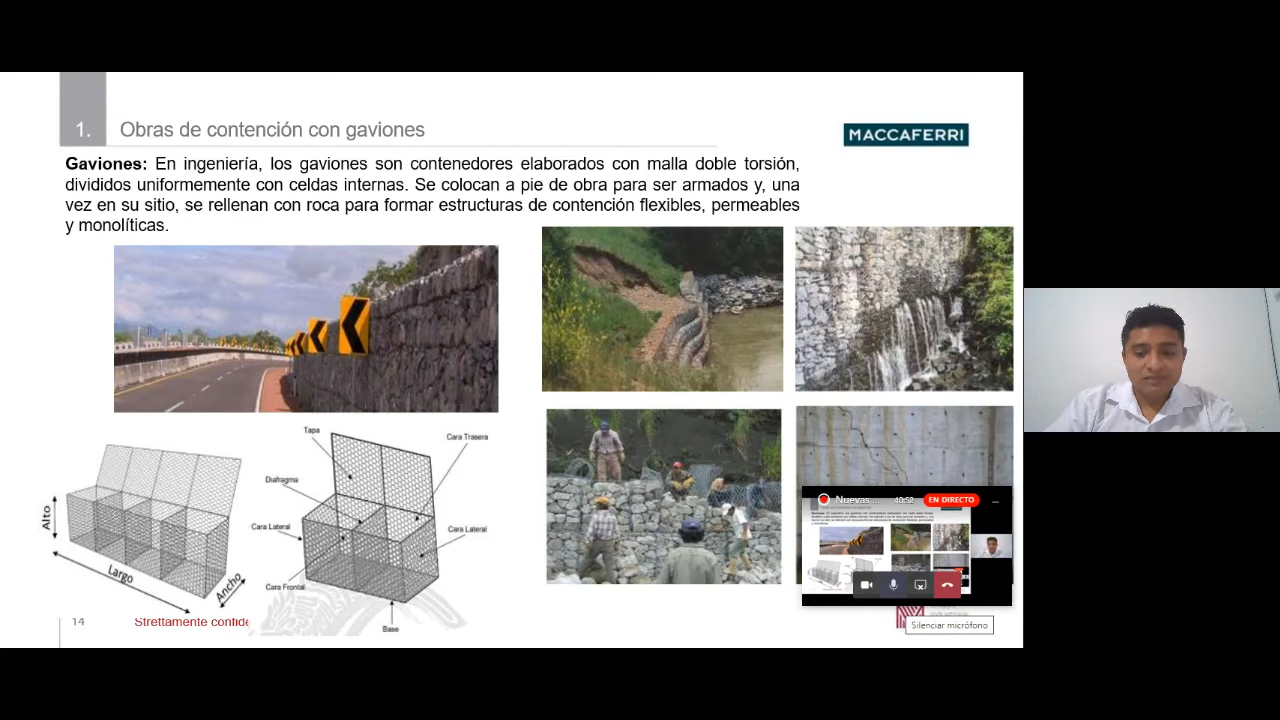 1.
Obras de contención con gaviones
MACCAFERRI
Gaviones: En ingeniería, los gaviones son contenedores elaborados con malla doble torsión,
divididos uniformemente con celdas internas. Se colocan a pie de obra para ser armados y, una
vez en su sitio, se rellenan con roca para formar estructuras de contención flexibles, permeables
y monolíticas.
Tapa
Cara Trasera
Diafragma
Cara Lateral
Cara Lateral
Cara Frontal
Base
Alto
Largo
Ancho
Nuevas ...
40:52
EN DIRECTO
14
Strettamente confide
Silenciar micrófono